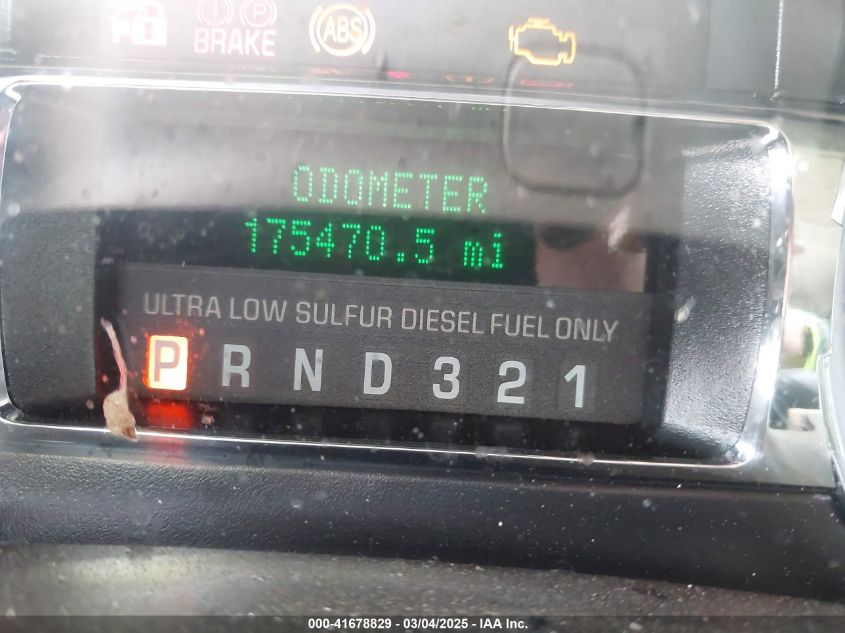 BRAKE
ABS
ODOMETER
175470.5 mi
ULTRA LOW SULFUR DIESEL FUEL ONLY
P R N D 3 2 1
000-41678829 - 03/04/2025 - IAA Inc.